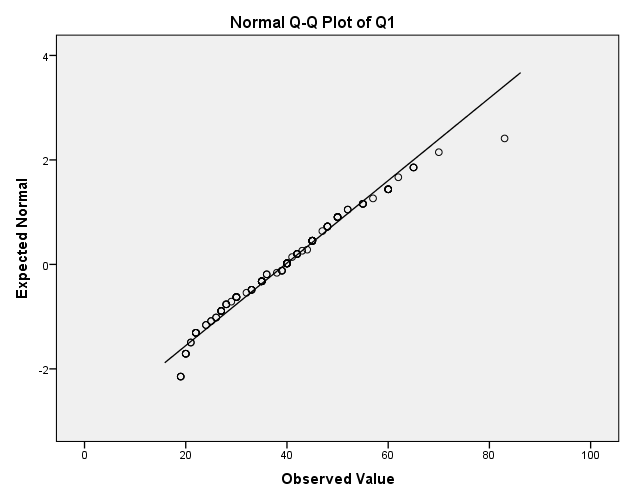 Normal Q-Q Plot of Q1
4
2
0
-2
Expected Normal
0 20 40 60 80 100
Observed Value